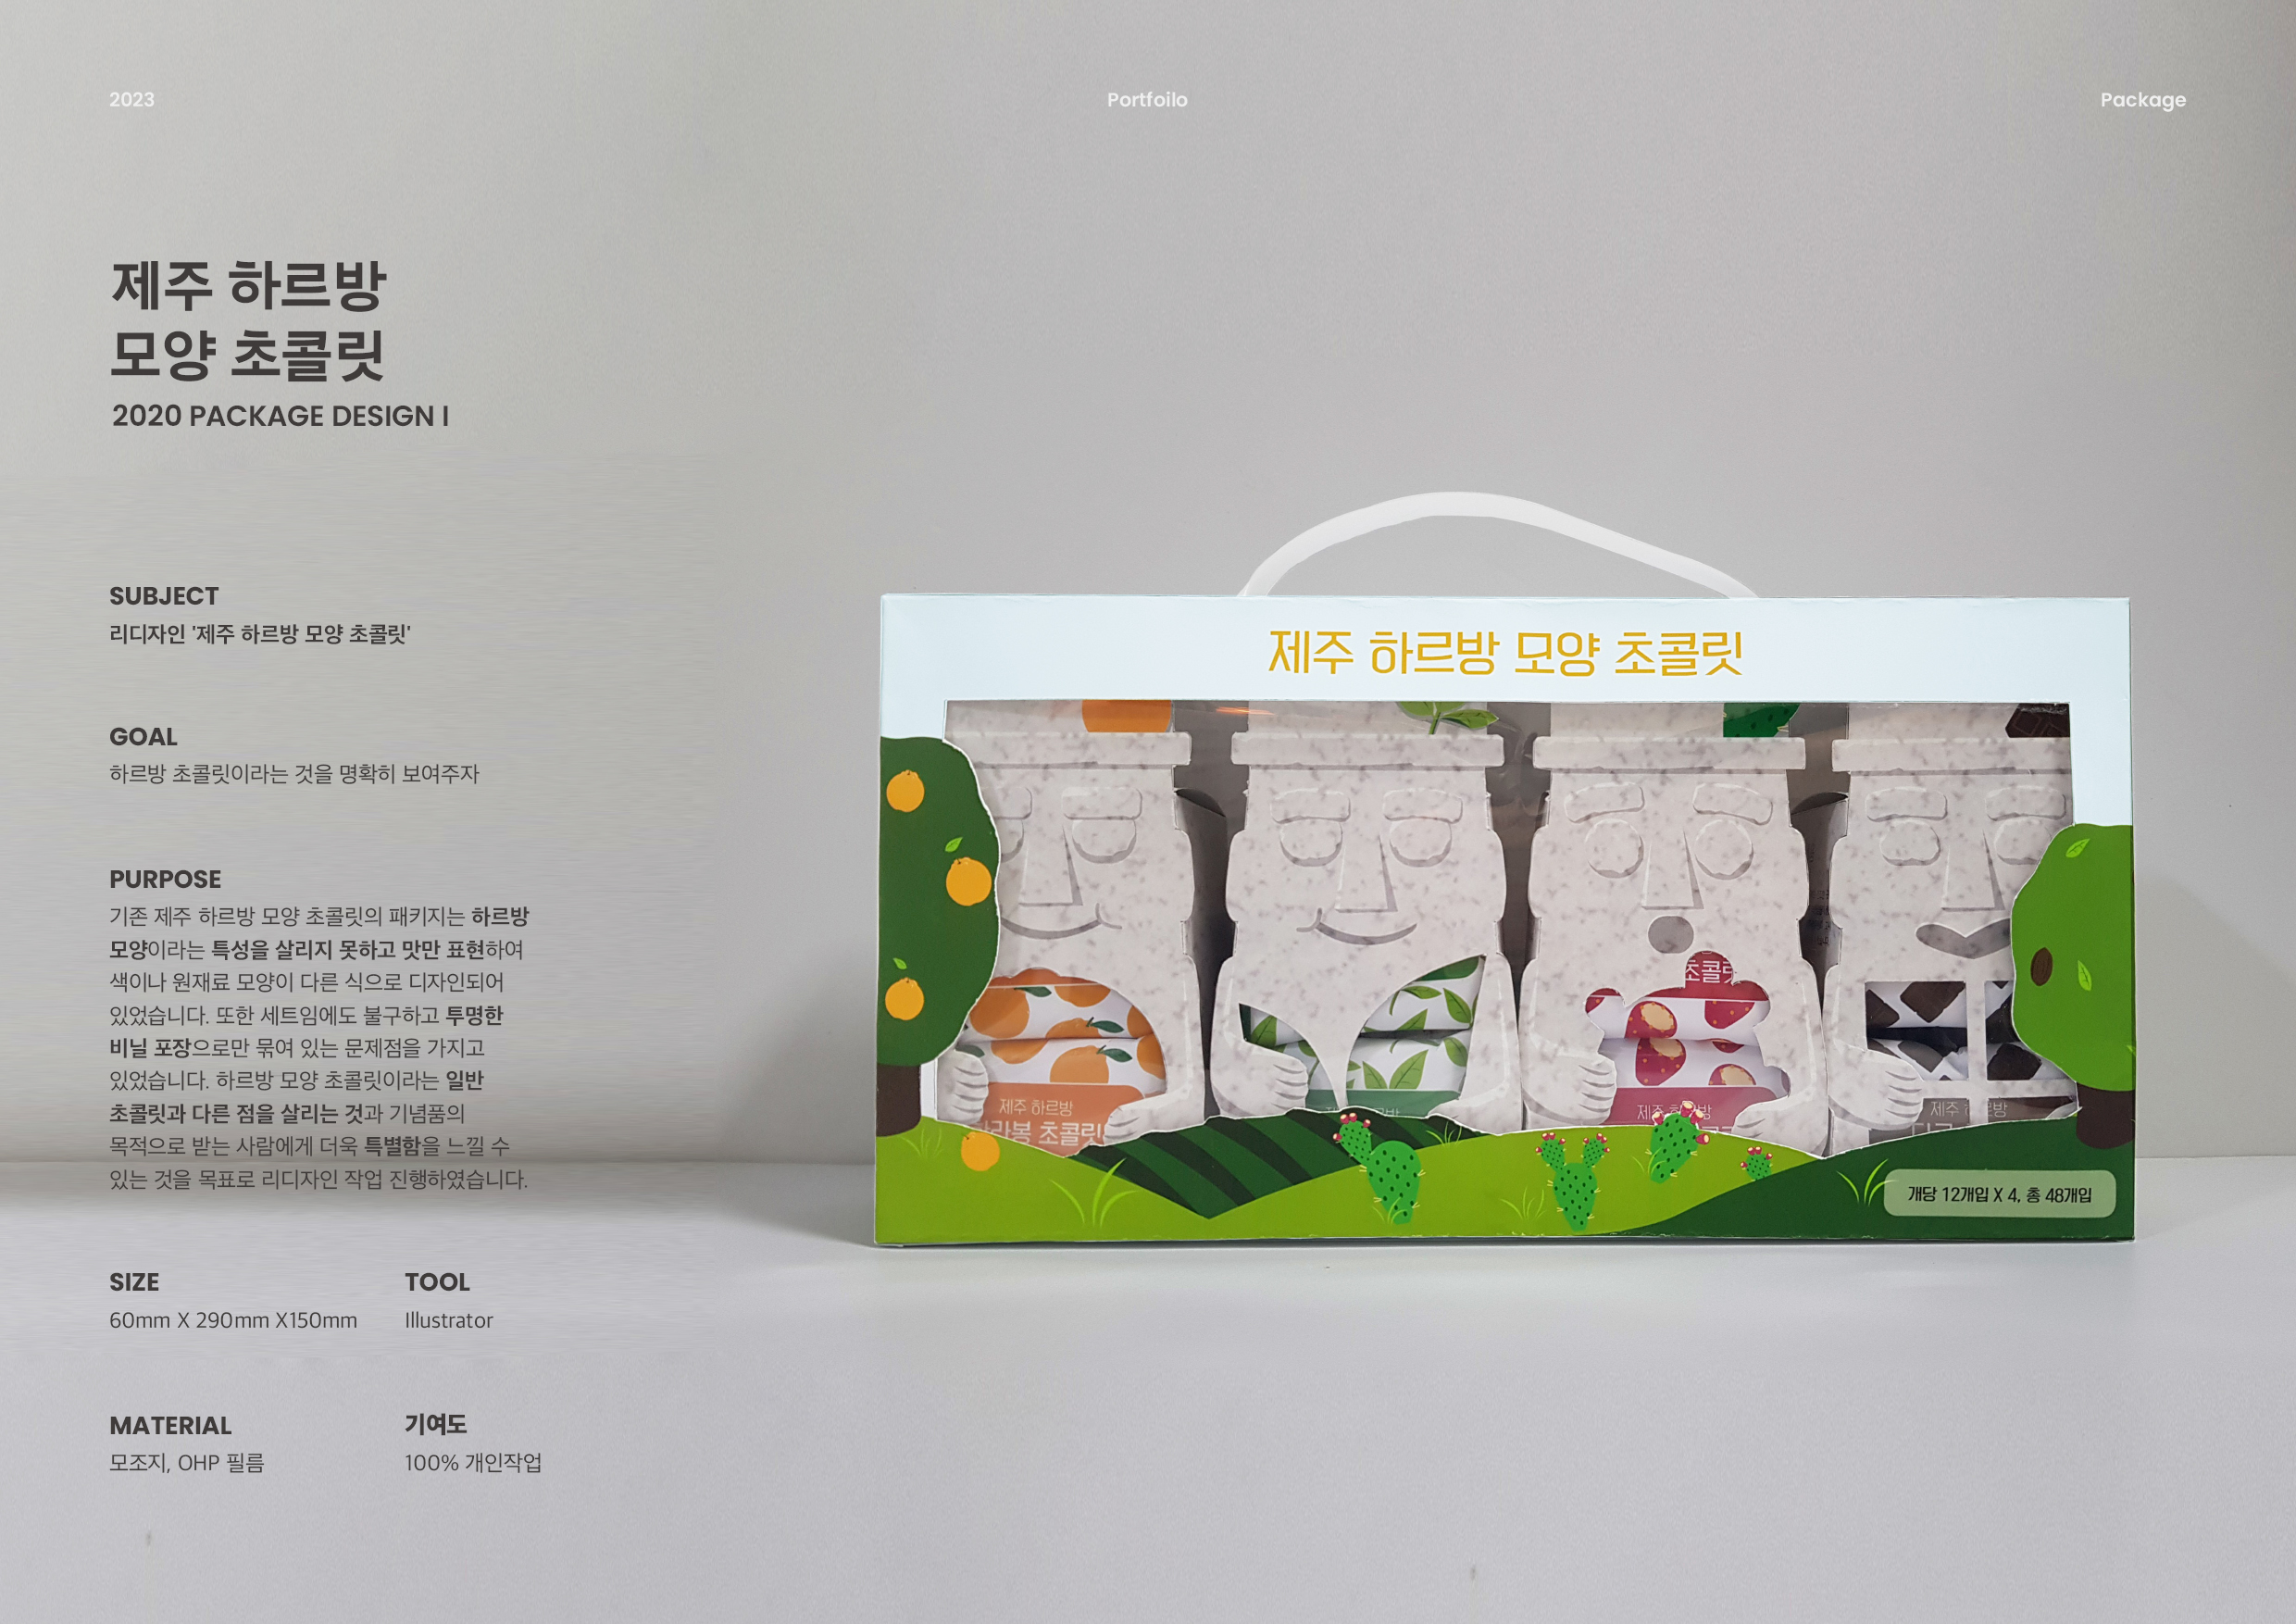 2023
Portfoilo
Package
제주 하르방
모양 초콜릿
2020 PACKAGE DESIGN I
SUBJECT
리디자인 '제주 하르방 모양 초콜릿'
GOAL
하르방 초콜릿이라는 것을 명확히 보여주자
PURPOSE
기존 제주 하르방 모양 초콜릿의 패키지는 하르방
모양이라는 특성을 살리지 못하고 맛만 표현하여
색이나 원재료 모양이 다른 식으로 디자인되어
있었습니다. 또한 세트임에도 불구하고 투명한
비닐 포장으로만 묶여 있는 문제점을 가지고
있었습니다. 하르방 모양 초콜릿이라는 일반
초콜릿과 다른 점을 살리는 것과 기념품의
목적으로 받는 사람에게 더욱 특별함을 느낄 수
있는 것을 목표로 리디자인 작업 진행하였습니다.
SIZE
60mm X 290mm X150mm
TOOL
Illustrator
MATERIAL
모조지, OHP 필름
기여도
100% 개인작업
제주 하르방 모양 초콜릿
초콜릿
제주 하르방
초콜릿
제주
제주
개당 12개입 X 4, 총 48개입